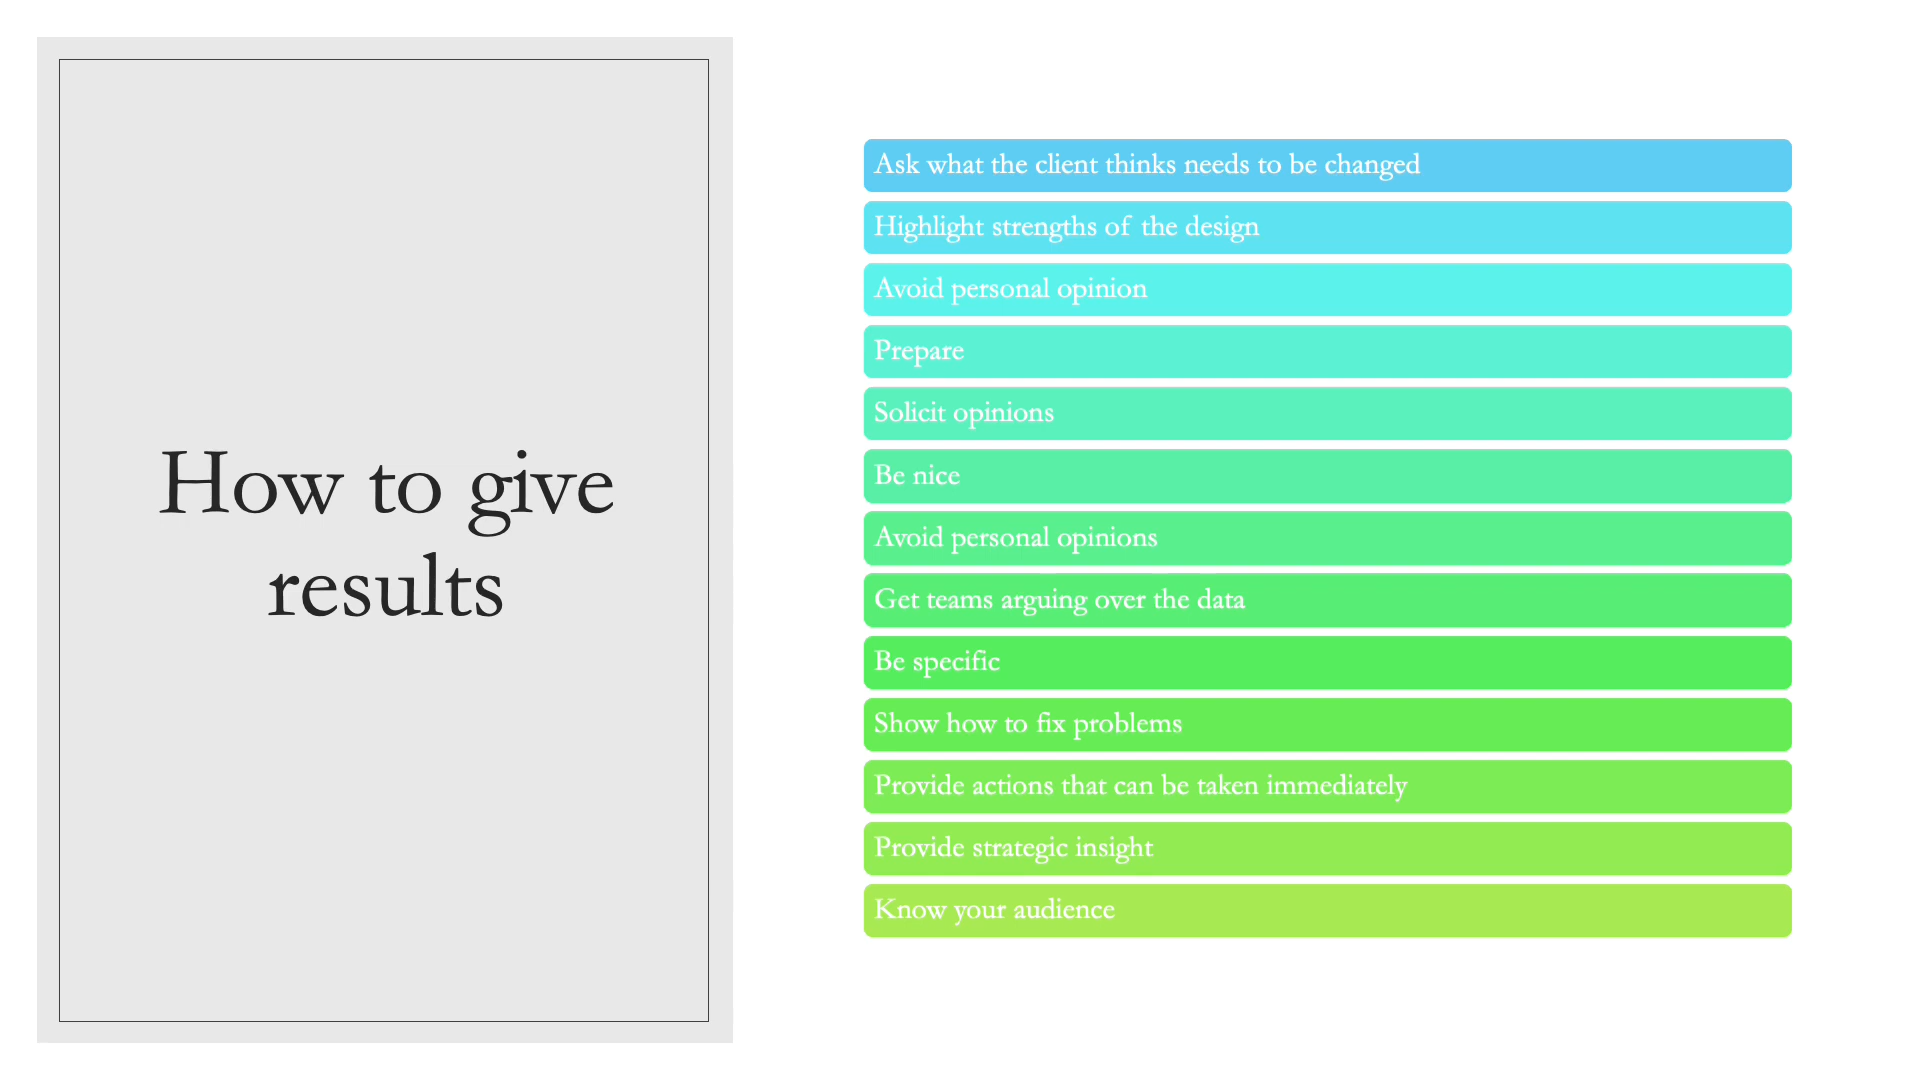 How to give
results
Ask what the client thinks needs to be changed
Highlight strengths of the design
Avoid personal opinion
Prepare
Solicit opinions
Be nice
Avoid personal opinions
Get teams arguing over the data
Be specific
Show how to fix problems
Provide actions that can be taken immediately
Provide strategic insight
Know your audience